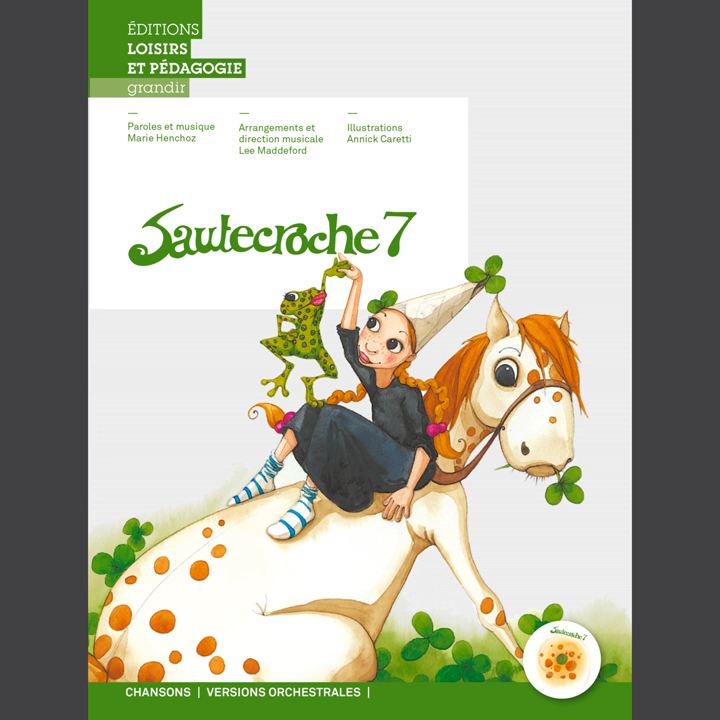 ÉDITIONS
LOISIRS
ET PÉDAGOGIE
grandir
Paroles et musique
Marie Henchoz
Arrangements et
direction musicale
Lee Maddeford
Illustrations
Annick Caretti
Sautecroche 7
Sautecroche 7
CHANSONS | VERSIONS ORCHESTRALES |